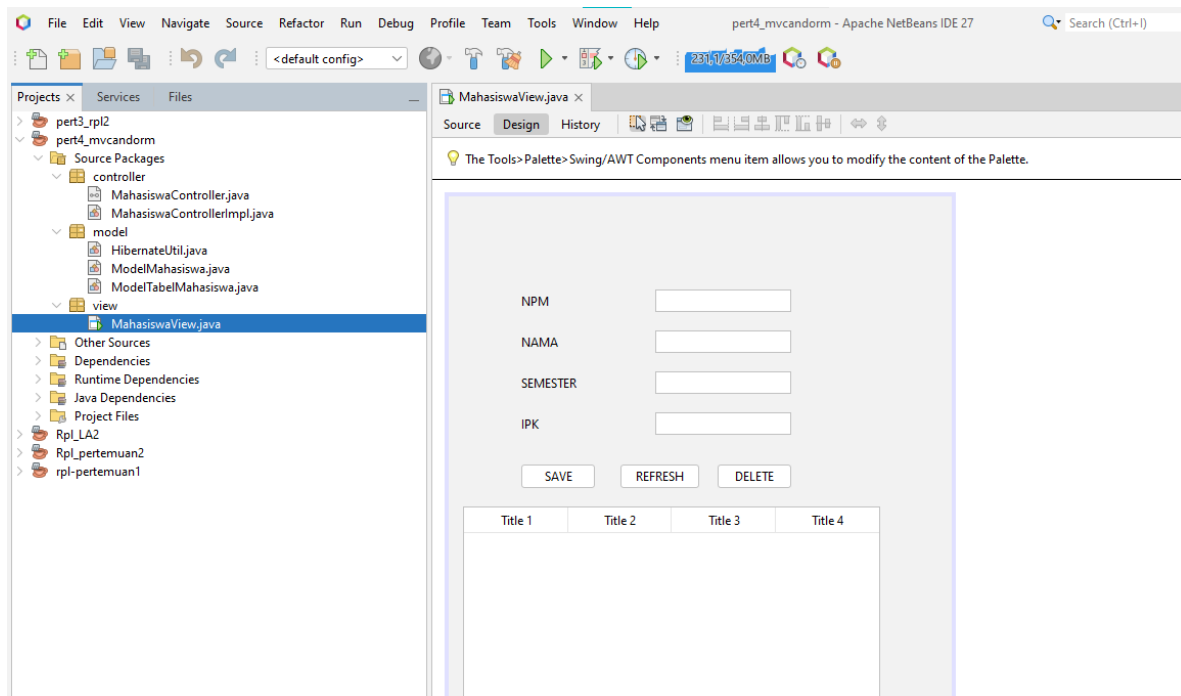 File Edit View Navigate Source Refactor Run Debug Profile Team Tools Window Help pert4_mvcandorm - Apache NetBeans IDE 27 Search (Ctrl+I)
<default config> 231,1/354,0MB
Projects Services Files
pert3_rpl2
pert4_mvcandorm
Source Packages
controller
MahasiswaController.java
MahasiswaControllerImpl.java
model
HibernateUtil.java
ModelMahasiswa.java
ModelTabelMahasiswa.java
view
MahasiswaView.java
Other Sources
Dependencies
Runtime Dependencies
Java Dependencies
Project Files
Rpl_LA2
Rpl_pertemuan2
rpl-pertemuan1
MahasiswaView.java
Source Design History
The Tools>Palette>Swing/AWT Components menu item allows you to modify the content of the Palette.
NPM
NAMA
SEMESTER
IPK
SAVE REFRESH DELETE
Title 1 Title 2 Title 3 Title 4